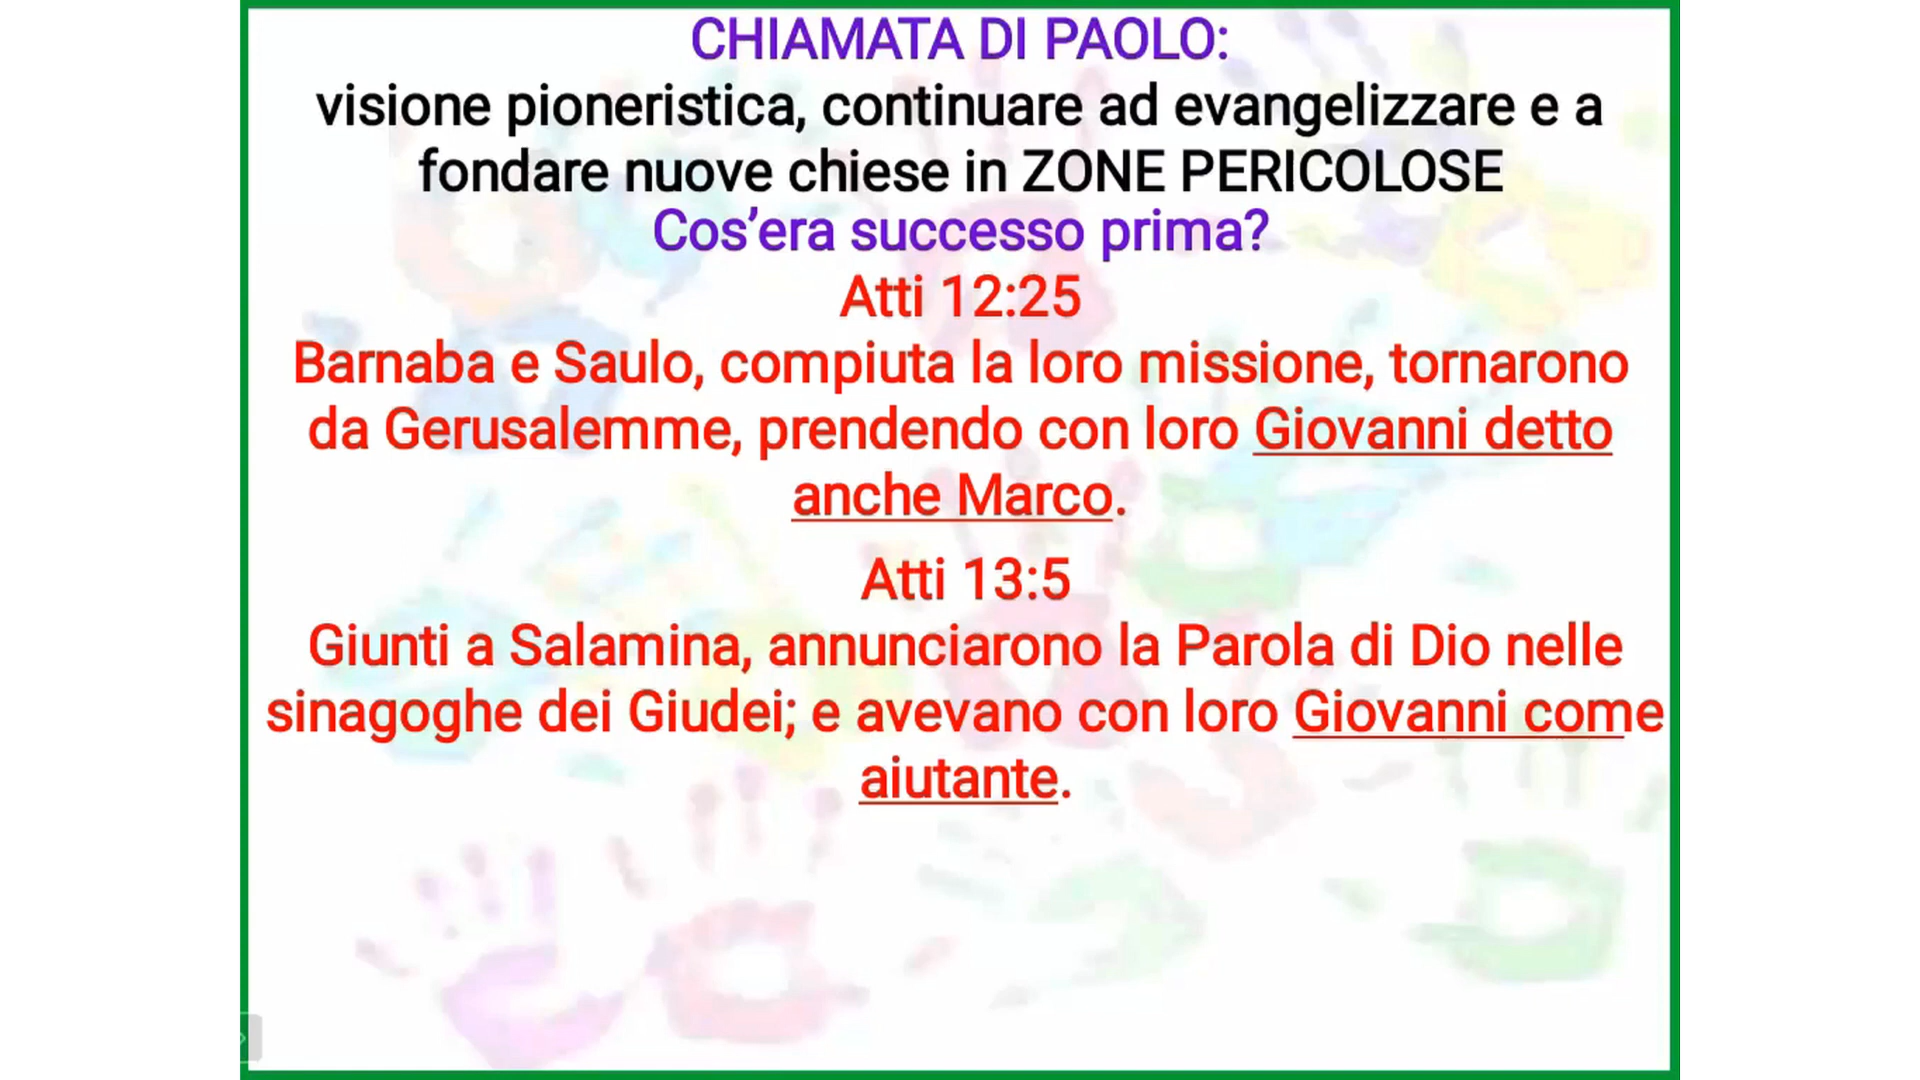 CHIAMATA DI PAOLO:
visione pioneristica, continuare ad evangelizzare e a
fondare nuove chiese in ZONE PERICOLOSE
Cos’era successo prima?
Atti 12:25
Barnaba e Saulo, compiuta la loro missione, tornarono
da Gerusalemme, prendendo con loro Giovanni detto
anche Marco.
Atti 13:5
Giunti a Salamina, annunciarono la Parola di Dio nelle
sinagoghe dei Giudei; e avevano con loro Giovanni come
aiutante.